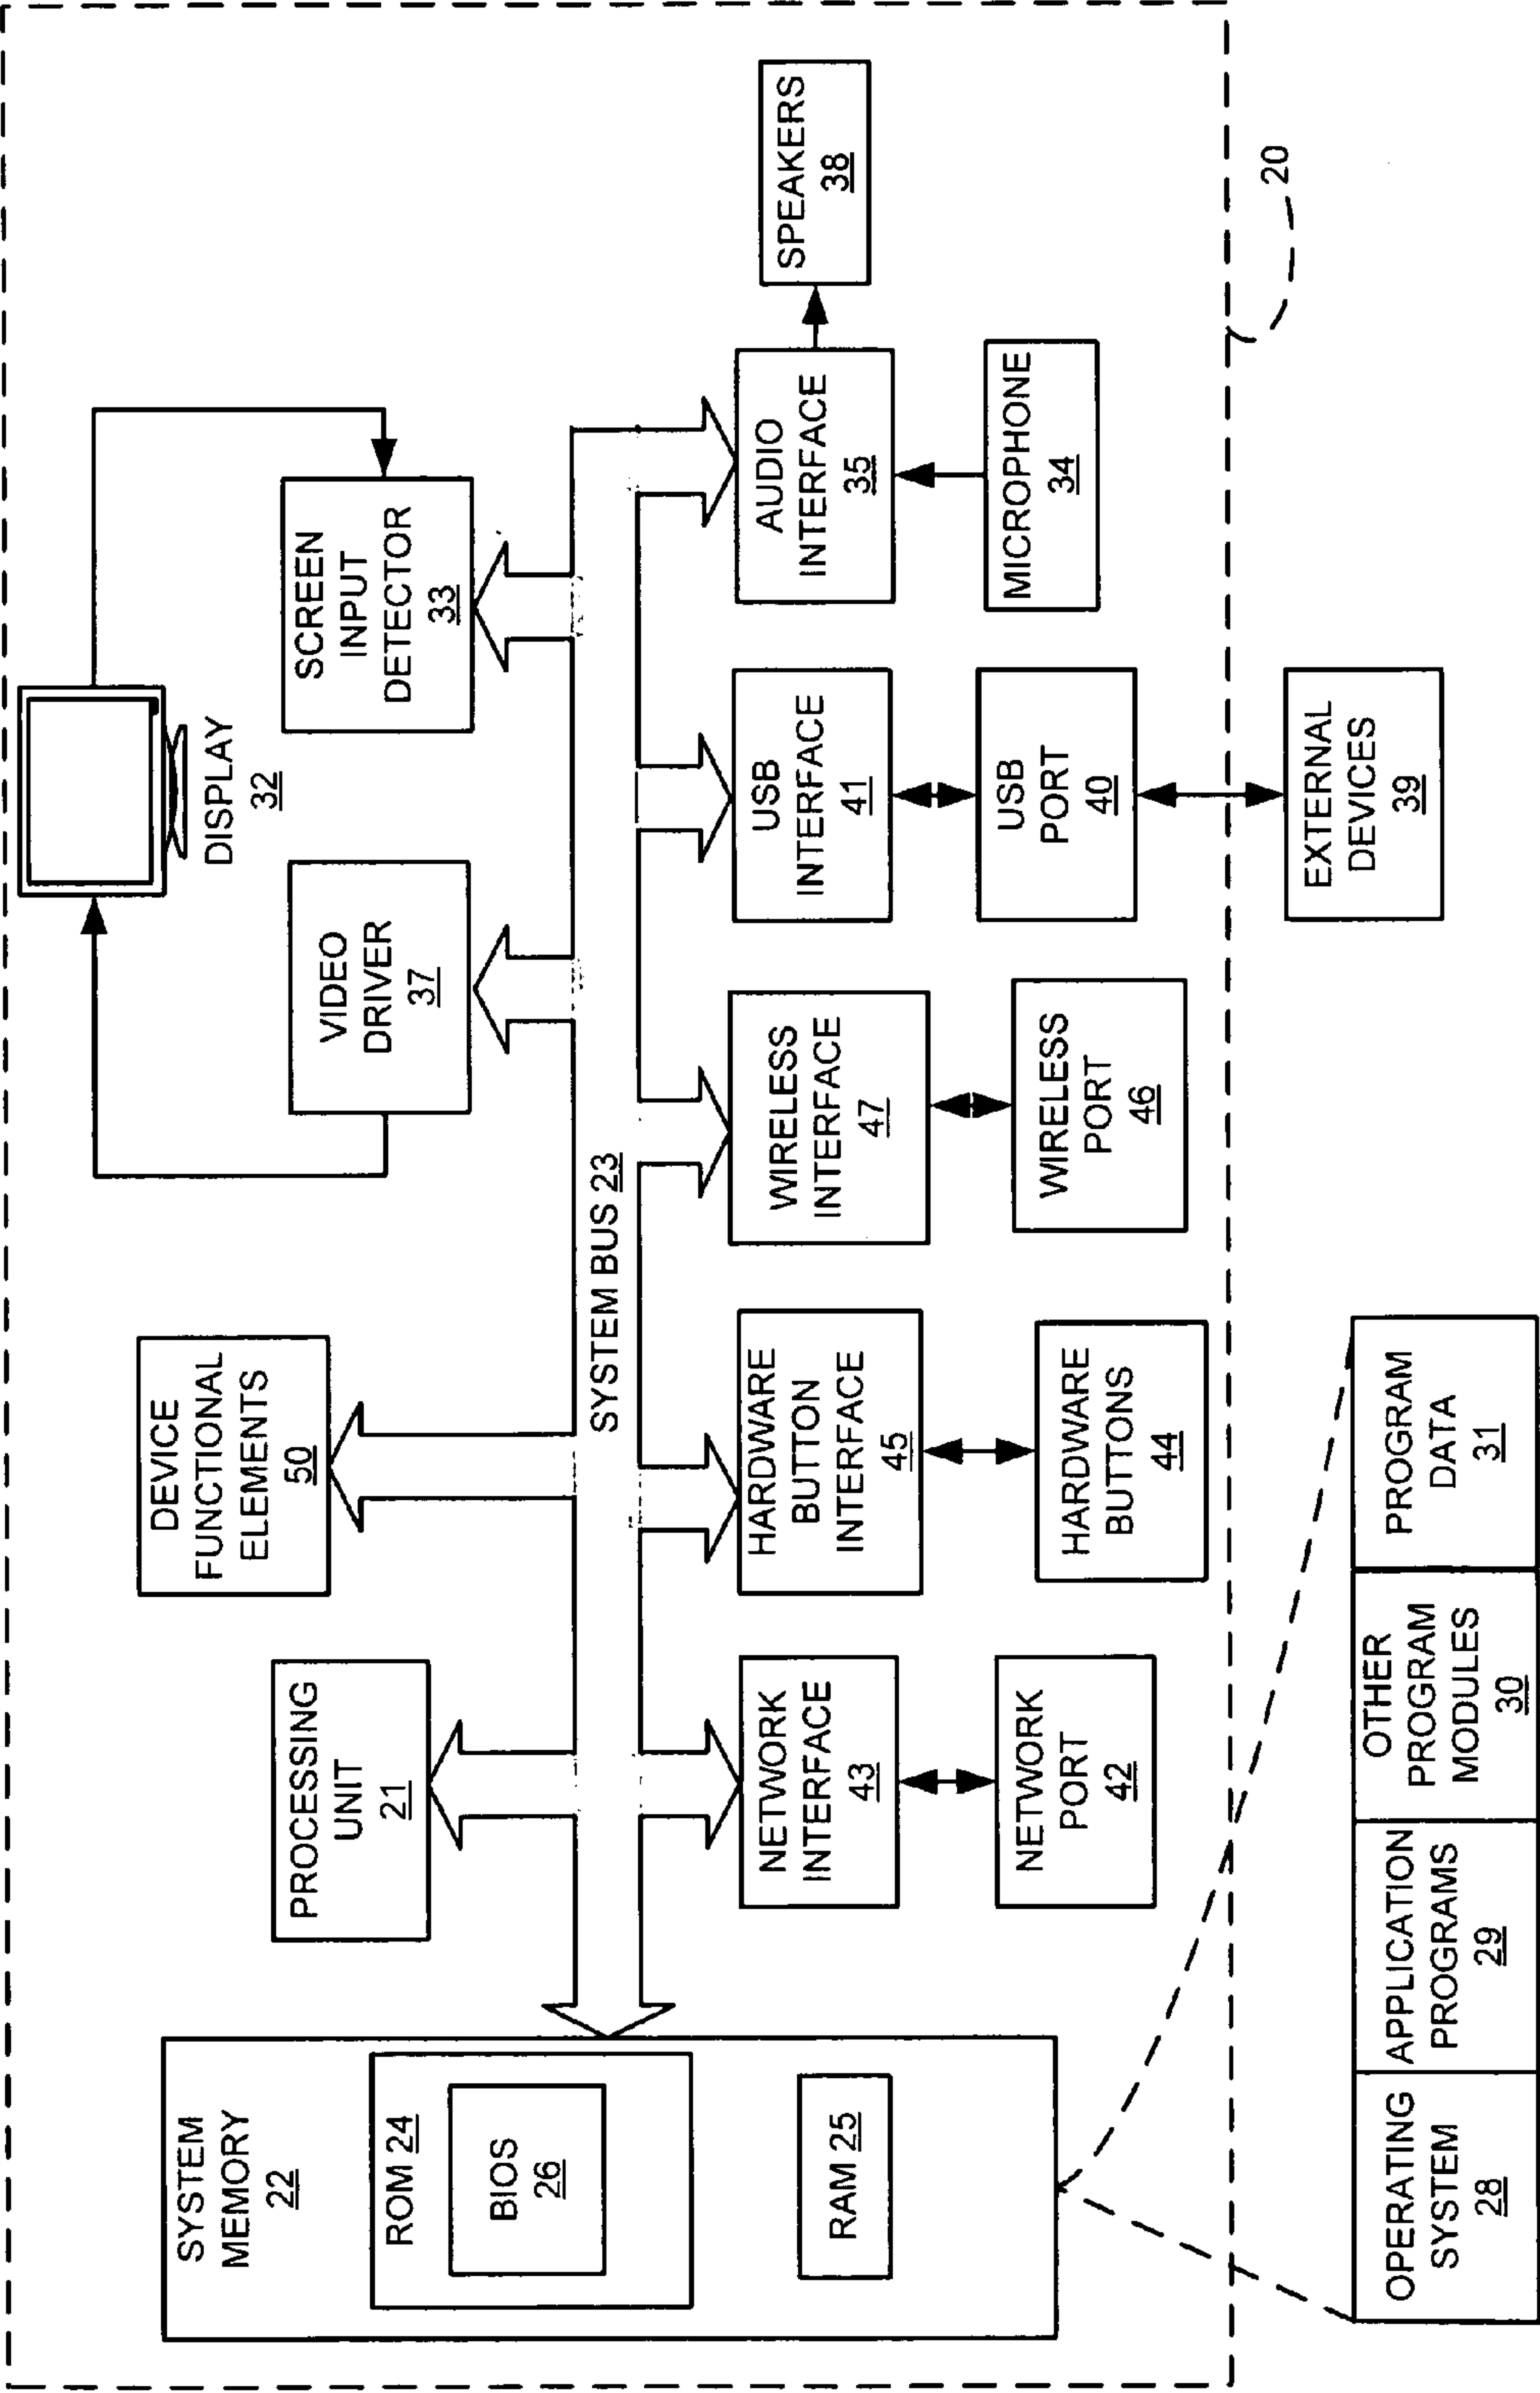 SYSTEM
MEMORY
22
ROM 24
BIOS
26
RAM 25
PROCESSING
UNIT
21
DEVICE
FUNCTIONAL
ELEMENTS
50
VIDEO
DRIVER
37
DISPLAY
32
SCREEN
INPUT
DETECTOR
33
SYSTEM BUS 23
NETWORK
INTERFACE
43
HARDWARE
BUTTON
INTERFACE
45
WIRELESS
INTERFACE
47
USB
INTERFACE
41
AUDIO
INTERFACE
35
SPEAKERS
38
NETWORK
PORT
42
HARDWARE
BUTTONS
44
WIRELESS
PORT
46
USB
PORT
40
MICROPHONE
34
20
EXTERNAL
DEVICES
39
OPERATING
SYSTEM
28
APPLICATION
PROGRAMS
29
OTHER
PROGRAM
MODULES
30
PROGRAM
DATA
31